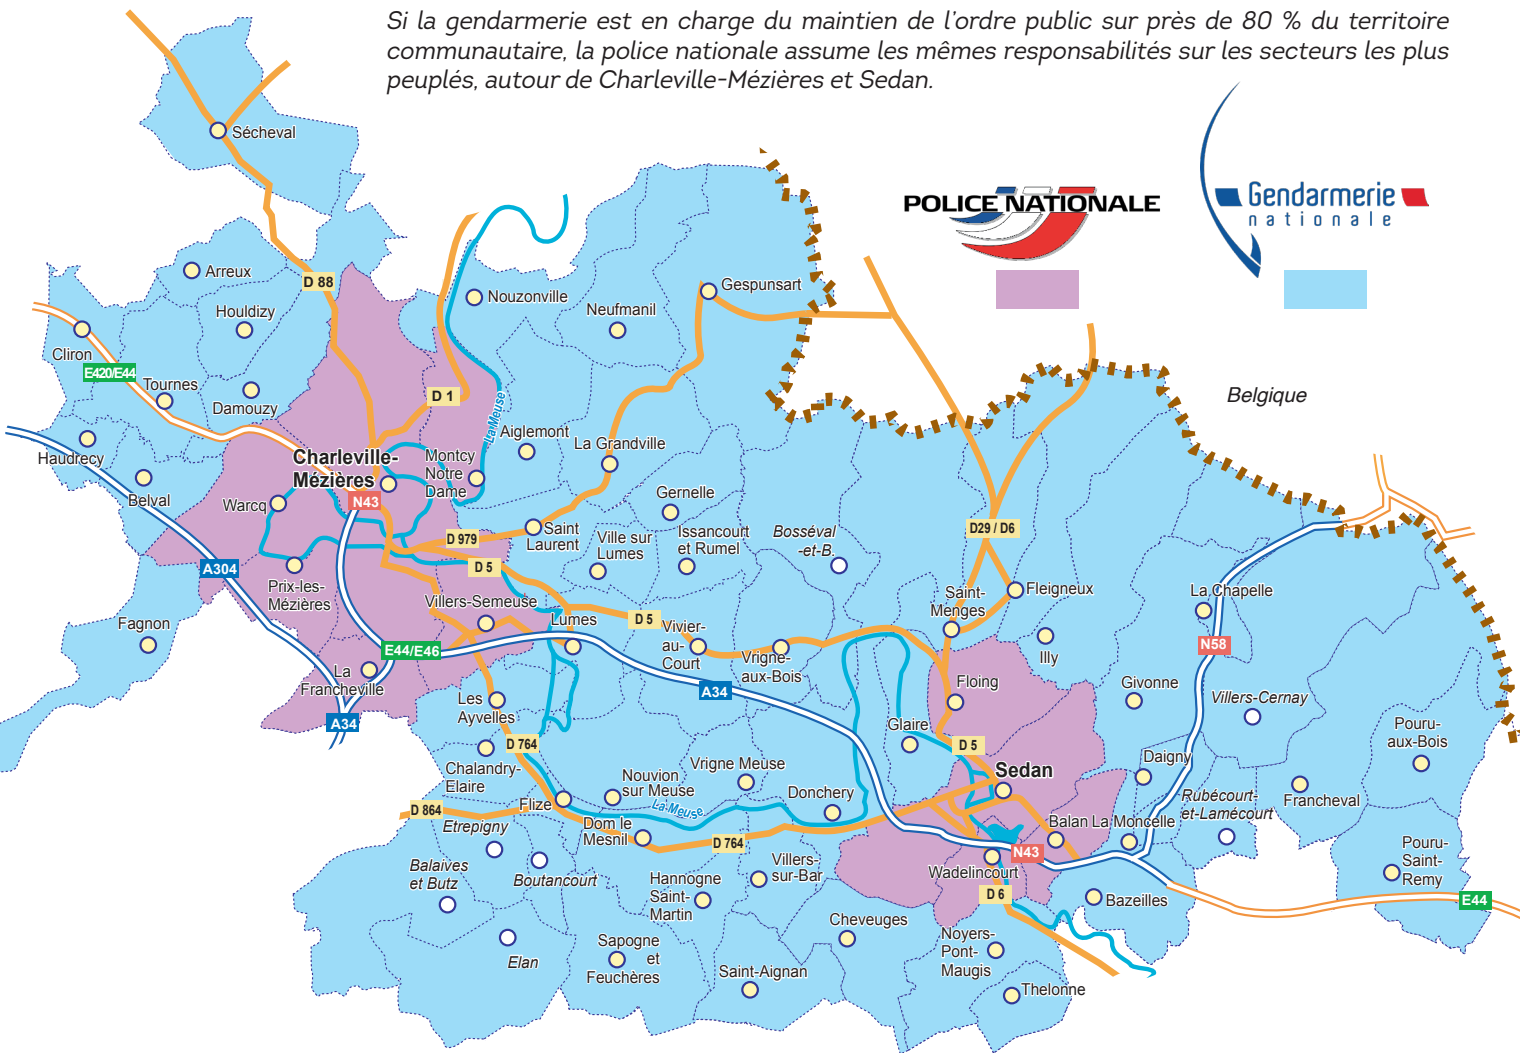 Si la gendarmerie est en charge du maintien de l'ordre public sur près de 80 % du territoire
communautaire, la police nationale assume les mêmes responsabilités sur les secteurs les plus
peuplés, autour de Charleville-Mézières et Sedan.
POLICE NATIONALE
Gendarmerie
nationale
Sécheval
Arreux
D 88
Houldizy
Nouzonville
Neufmanil
Gespunsart
Cliron
E420/E44
Tournes
Damouzy
D 1
La Meuse
Belgique
Haudrecy
Belval
Charleville-
Mézières
Montcy
Notre
Dame
Aiglemont
La Grandville
Warcq
N43
Gernelle
D 979
Saint
Laurent
Ville sur
Lumes
Issancourt
et Rumel
Bosséval
-et-B.
D29 / D6
A304
Prix-les-
Mézières
D 5
Villers-Semeuse
Lumes
D 5
Vivier-
au-
Court
Vrigne-
aux-Bois
Saint-
Menges
Fleigneux
La Chapelle
Fagnon
La
Francheville
E44/E46
A34
Illy
N58
Les
Ayvelles
A34
Floing
Givonne
Villers-Cernay
Glaire
D 5
Pouru-
aux-Bois
D 764
Chalandry-
Elaire
Nouvion
sur Meuse
Vrigne Meuse
Sedan
Daigny
Rubécourt-
et-Lamécourt
Francheval
Flize
La Meuse
Donchery
D 864
Etrepigny
Dom le
Mesnil
D 764
Balan
La Moncelle
N43
Balaives
et Butz
Boutancourt
Hannogne
Saint-
Martin
Villers-
sur-Bar
Wadelincourt
D 6
Bazeilles
Pouru-
Saint-
Remy
E44
Elan
Sapogne
et
Feuchères
Saint-Aignan
Cheveuges
Noyers-
Pont-
Maugis
Thelonne